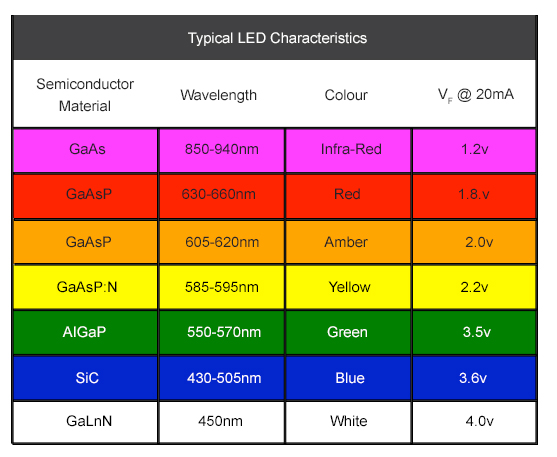 Typical LED Characteristics
Semiconductor Material Wavelength Colour VF @ 20mA
GaAs 850-940nm Infra-Red 1.2v
GaAsP 630-660nm Red 1.8.v
GaAsP 605-620nm Amber 2.0v
GaAsP:N 585-595nm Yellow 2.2v
AlGaP 550-570nm Green 3.5v
SiC 430-505nm Blue 3.6v
GaLnN 450nm White 4.0v